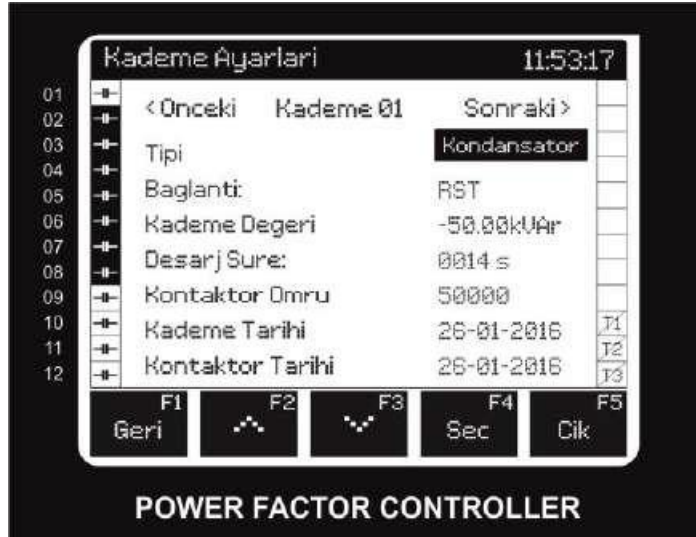 Kademe Ayarlari 11:53:17
<Onceki Kademe 01 Sonraki>
Tipi Kondansator
Baglanti: RST
Kademe Degeri -50.00kVAr
Desarj Sure: 0014 s
Kontaktor Omru 50000
Kademe Tarihi 26-01-2016
Kontaktor Tarihi 26-01-2016
01
02
03
04
05
06
07
08
09
10
11
12
T1
T2
T3
F1 F2 F3 F4 F5
Geri Sec Cik
POWER FACTOR CONTROLLER